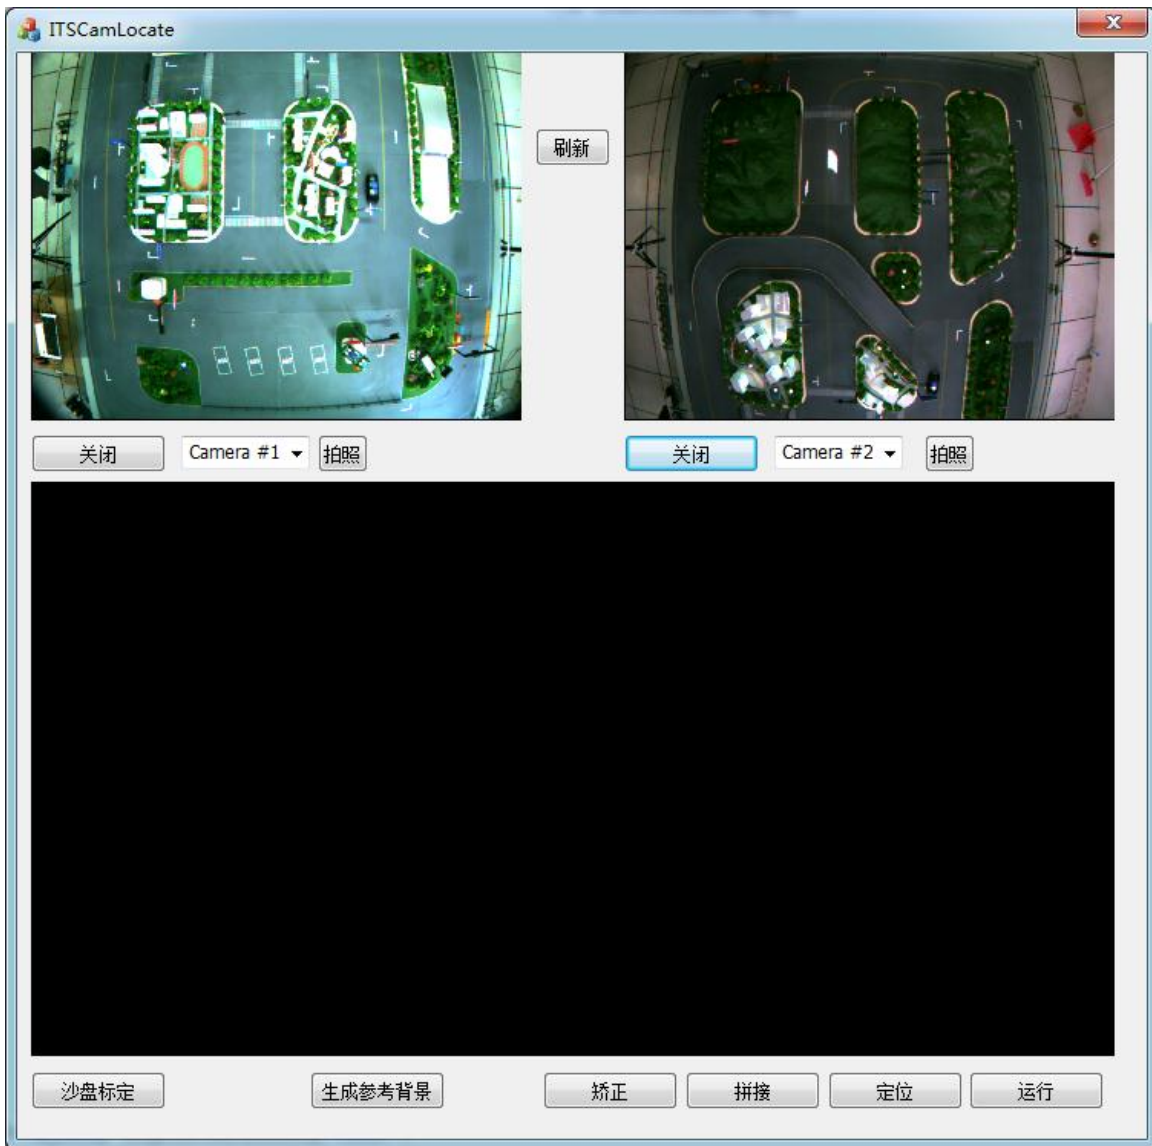 ITSCamLocate
刷新
关闭 Camera #1 拍照
关闭 Camera #2 拍照
沙盘标定 生成参考背景 矫正 拼接 定位 运行